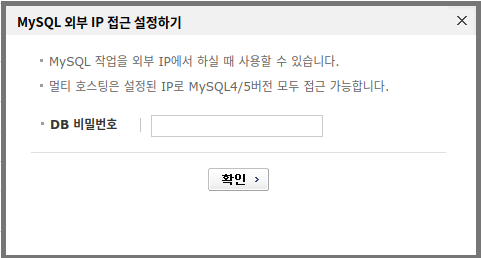 MySQL 외부 IP 접근 설정하기
MySQL 작업을 외부 IP에서 하실 때 사용할 수 있습니다.
멀티 호스팅은 설정된 IP로 MySQL4/5버전 모두 접근 가능합니다.
DB 비밀번호
확인